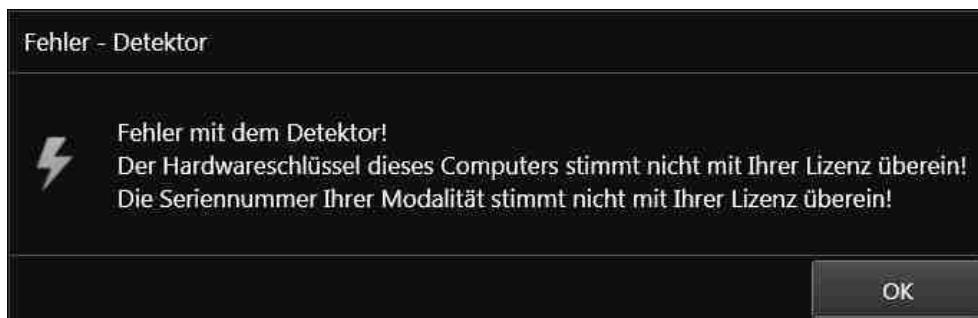 Fehler - Detektor
Fehler mit dem Detektor!
Der Hardwareschlüssel dieses Computers stimmt nicht mit Ihrer Lizenz überein!
Die Seriennummer Ihrer Modalität stimmt nicht mit Ihrer Lizenz überein!
OK